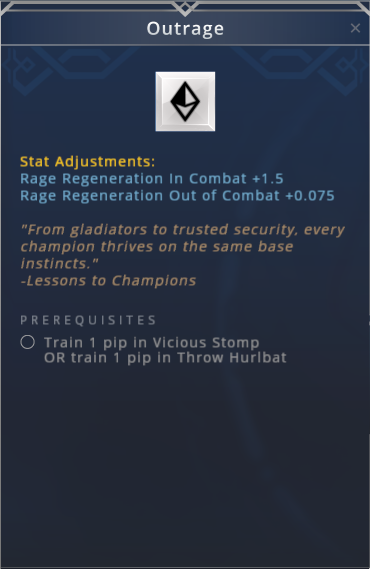 Outrage
Stat Adjustments:
Rage Regeneration In Combat +1.5
Rage Regeneration Out of Combat +0.075
"From gladiators to trusted security, every
champion thrives on the same base
instincts."
-Lessons to Champions
PREREQUISITES
Train 1 pip in Vicious Stomp
OR train 1 pip in Throw Hurlbat